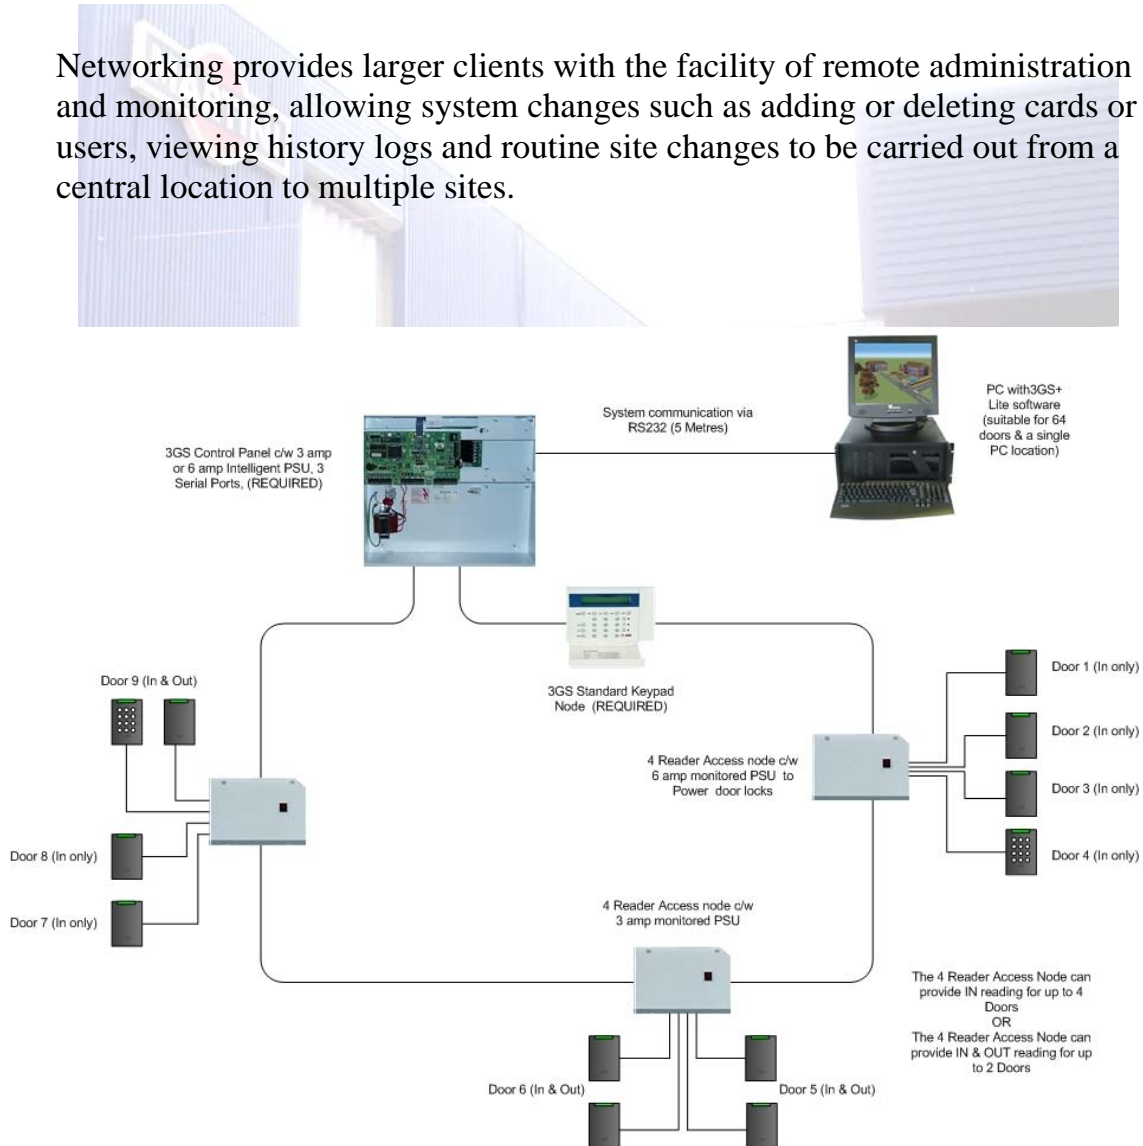 Networking provides larger clients with the facility of remote administration
and monitoring, allowing system changes such as adding or deleting cards or
users, viewing history logs and routine site changes to be carried out from a
central location to multiple sites.
3GS Control Panel c/w 3 amp
or 6 amp Intelligent PSU, 3
Serial Ports, (REQUIRED)
System communication via
RS232 (5 Metres)
PC with3GS+
Lite software
(suitable for 64
doors & a single
PC location)
3GS Standard Keypad
Node (REQUIRED)
Door 9 (In & Out)
Door 8 (In only)
Door 7 (In only)
4 Reader Access node c/w
6 amp monitored PSU to
Power door locks
Door 1 (In only)
Door 2 (In only)
Door 3 (In only)
Door 4 (In only)
4 Reader Access node c/w
3 amp monitored PSU
Door 6 (In & Out)
Door 5 (In & Out)
The 4 Reader Access Node can
provide IN reading for up to 4
Doors
OR
The 4 Reader Access Node can
provide IN & OUT reading for up
to 2 Doors